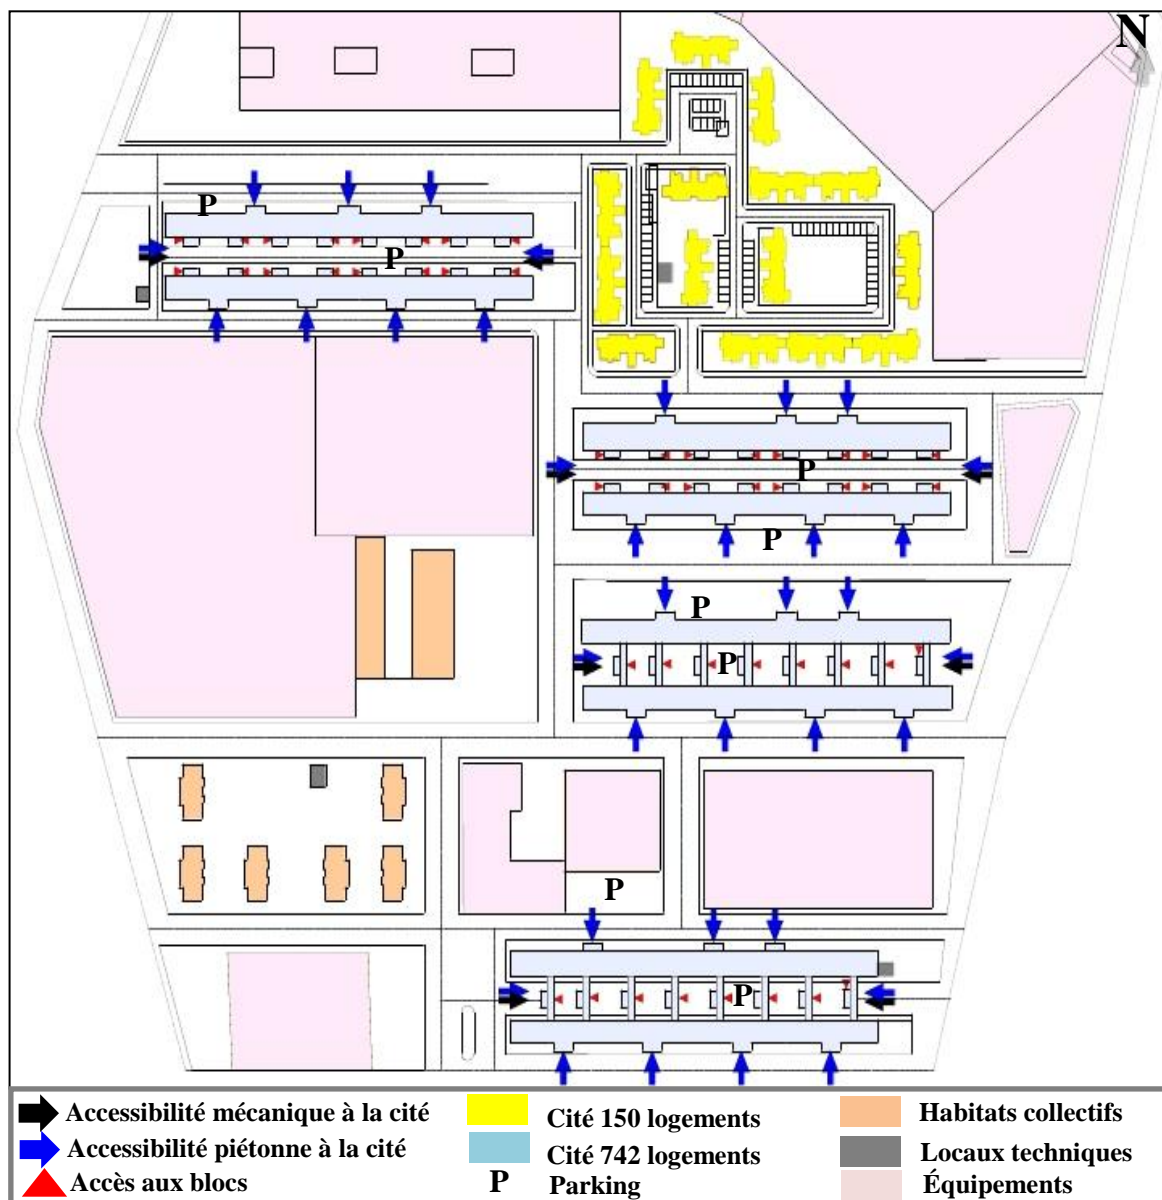 N
P
P
P
P
P
P
P
P
Accessibilité mécanique à la cité
Accessibilité piétonne à la cité
Accès aux blocs
Cité 150 logements
Cité 742 logements
P Parking
Habitats collectifs
Locaux techniques
Équipements